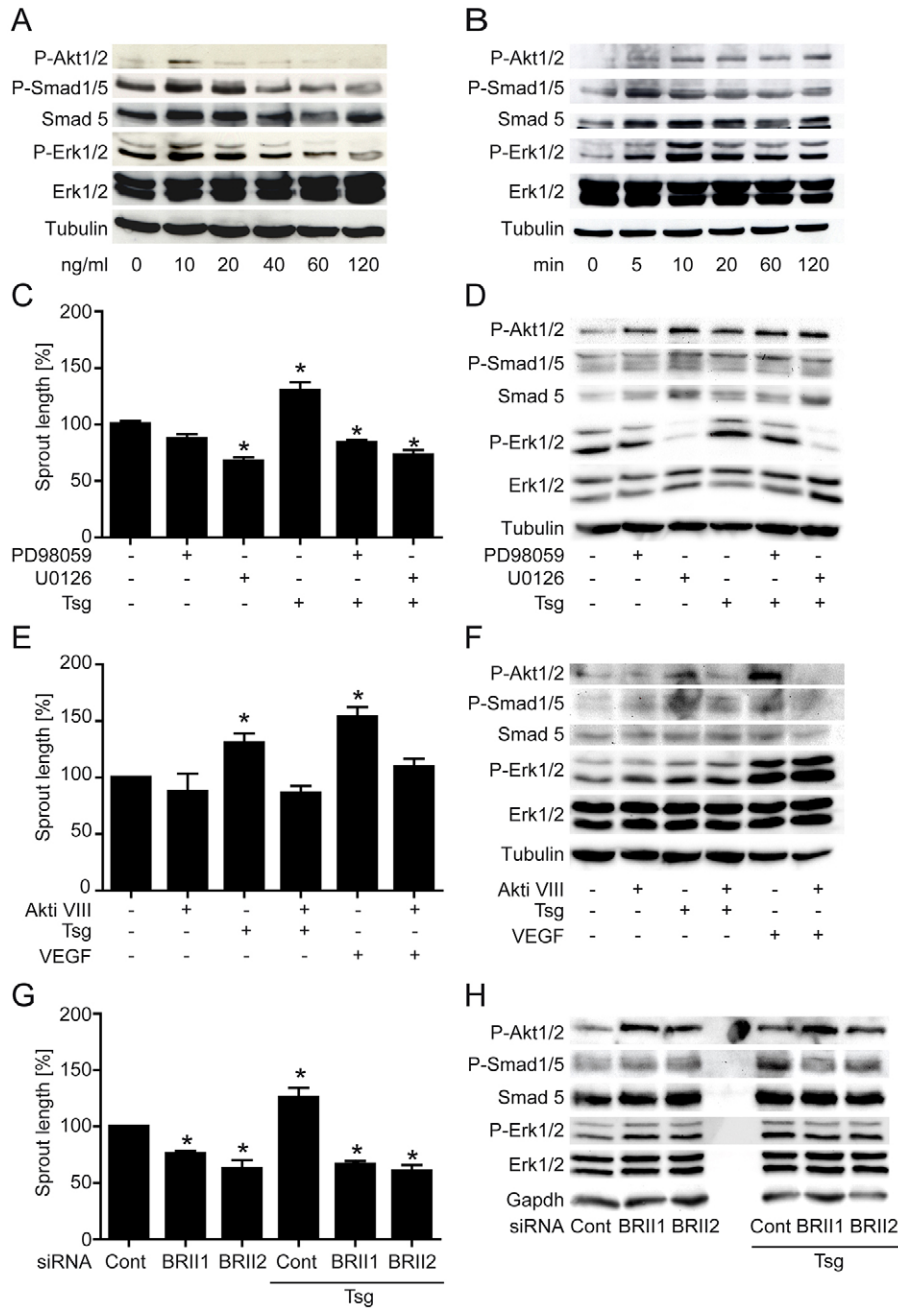 A
P-Akt1/2
P-Smad1/5
Smad 5
P-Erk1/2
Erk1/2
Tubulin
ng/ml 0 10 20 40 60 120
B
P-Akt1/2
P-Smad1/5
Smad 5
P-Erk1/2
Erk1/2
Tubulin
min 0 5 10 20 60 120
C
Sprout length [%]
200
150
100
50
0
* * * *
PD98059 - + - - + -
U0126 - - + - - +
Tsg - - - + + +
D
P-Akt1/2
P-Smad1/5
Smad 5
P-Erk1/2
Erk1/2
Tubulin
PD98059 - + - - + -
U0126 - - + - - +
Tsg - - - + + +
E
Sprout length [%]
200
150
100
50
0
* *
Akti VIII - + - + - +
Tsg - - + + - -
VEGF - - - - + +
F
P-Akt1/2
P-Smad1/5
Smad 5
P-Erk1/2
Erk1/2
Tubulin
Akti VIII - + - + - +
Tsg - - + + - -
VEGF - - - - + +
G
Sprout length [%]
200
150
100
50
0
* * * * *
siRNA Cont BRII1 BRII2 Cont BRII1 BRII2
Tsg
H
P-Akt1/2
P-Smad1/5
Smad 5
P-Erk1/2
Erk1/2
Gapdh
siRNA Cont BRII1 BRII2 Cont BRII1 BRII2
Tsg